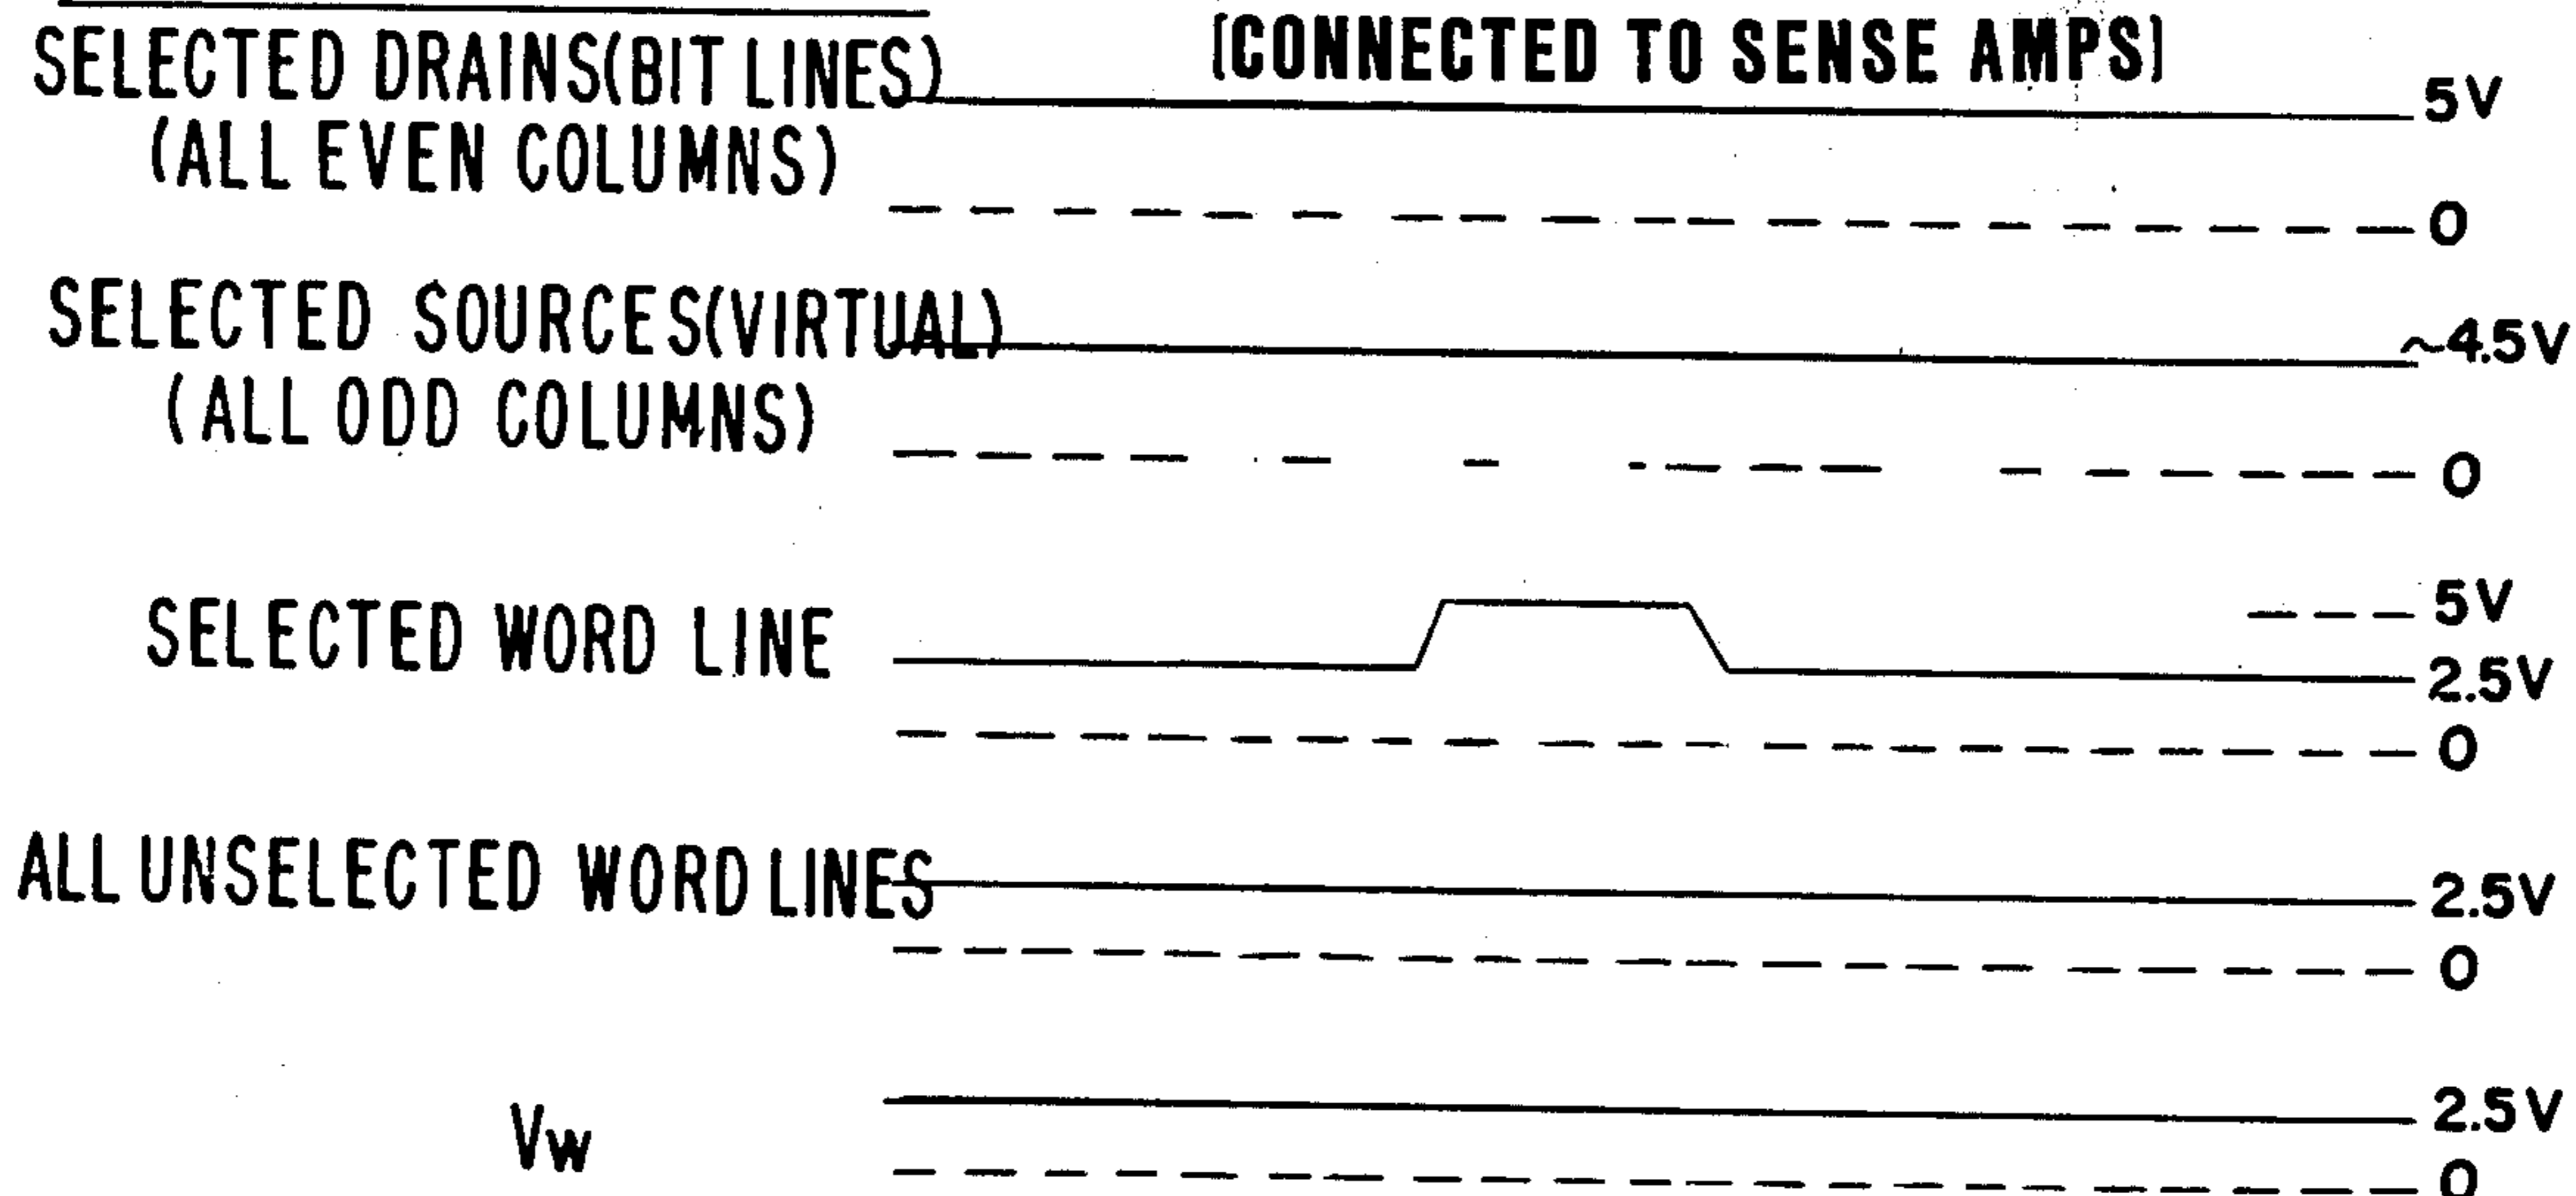 SELECTED DRAINS(BIT LINES)
[CONNECTED TO SENSE AMPS]
5V
(ALL EVEN COLUMNS)
0
SELECTED SOURCES(VIRTUAL)
~4.5V
(ALL ODD COLUMNS)
0
SELECTED WORD LINE
5V
2.5V
0
ALL UNSELECTED WORD LINES
2.5V
0
Vw
2.5V
0